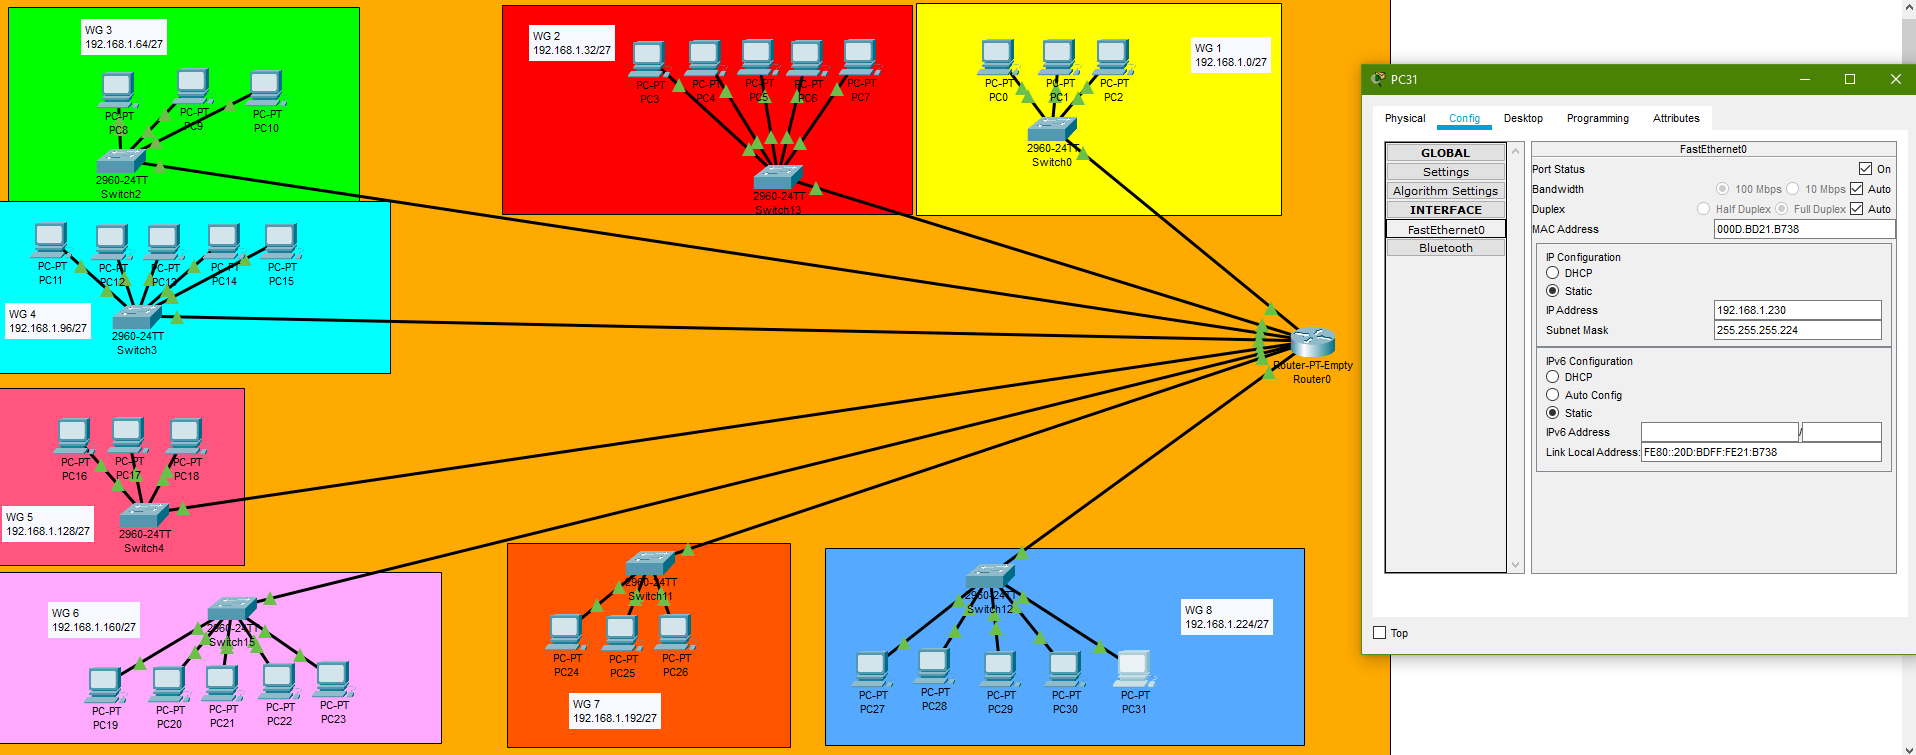 WG 3
192.168.1.64/27
PC-PT
PC8
PC-PT
PC9
PC-PT
PC10
2960-24TT
Switch2
WG 2
192.168.1.32/27
PC-PT
PC3
PC-PT
PC4
PC-PT
PC5
PC-PT
PC6
PC-PT
PC7
2960-24TT
Switch13
WG 1
192.168.1.0/27
PC-PT
PC0
PC-PT
PC1
PC-PT
PC2
2960-24TT
Switch0
PC-PT
PC11
PC-PT
PC12
PC-PT
PC13
PC-PT
PC14
PC-PT
PC15
WG 4
192.168.1.96/27
2960-24TT
Switch3
Router-PT-Empty
Router0
PC-PT
PC16
PC-PT
PC17
PC-PT
PC18
WG 5
192.168.1.128/27
2960-24TT
Switch4
WG 6
192.168.1.160/27
2960-24TT
Switch15
PC-PT
PC19
PC-PT
PC20
PC-PT
PC21
PC-PT
PC22
PC-PT
PC23
2960-24TT
Switch11
PC-PT
PC24
PC-PT
PC25
PC-PT
PC26
WG 7
192.168.1.192/27
2960-24TT
Switch12
WG 8
192.168.1.224/27
PC-PT
PC27
PC-PT
PC28
PC-PT
PC29
PC-PT
PC30
PC-PT
PC31
PC31
Physical Config Desktop Programming Attributes
GLOBAL
Settings
Algorithm Settings
INTERFACE
FastEthernet0
Bluetooth
FastEthernet0
Port Status On
Bandwidth 100 Mbps 10 Mbps Auto
Duplex Half Duplex Full Duplex Auto
MAC Address 000D.BD21.B738
IP Configuration
DHCP
Static
IP Address 192.168.1.230
Subnet Mask 255.255.255.224
IPv6 Configuration
DHCP
Auto Config
Static
IPv6 Address /
Link Local Address: FE80::20D:BDFF:FE21:B738
Top